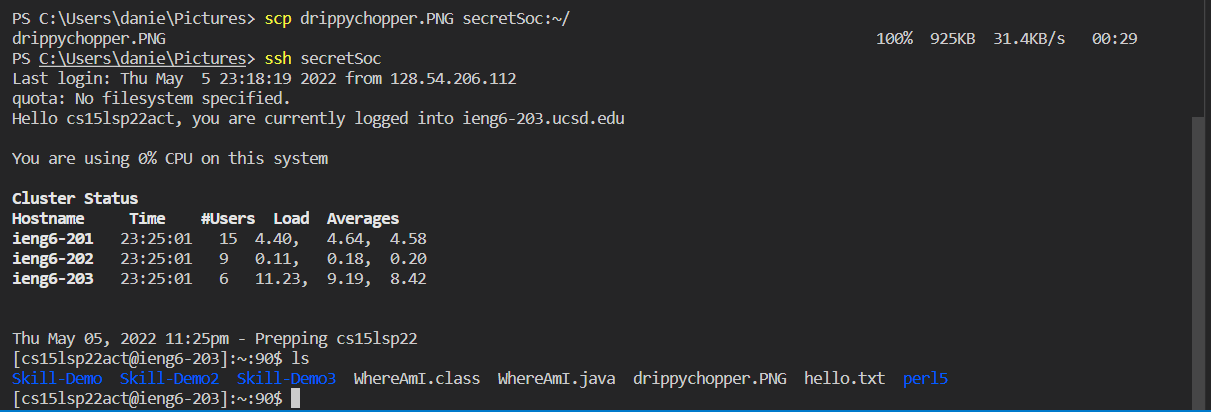 PS C:\Users\danie\Pictures> scp drippychopper.PNG secretSoc:~/
drippychopper.PNG 100% 925KB 31.4KB/s 00:29
PS C:\Users\danie\Pictures> ssh secretSoc
Last login: Thu May  5 23:18:19 2022 from 128.54.206.112
quota: No filesystem specified.
Hello cs15lsp22act, you are currently logged into ieng6-203.ucsd.edu
You are using 0% CPU on this system
Cluster Status
Hostname Time #Users Load Averages
ieng6-201 23:25:01 15 4.40, 4.64, 4.58
ieng6-202 23:25:01 9 0.11, 0.18, 0.20
ieng6-203 23:25:01 6 11.23, 9.19, 8.42
Thu May 05, 2022 11:25pm - Prepping cs15lsp22
[cs15lsp22act@ieng6-203]:~:90$ ls
Skill-Demo Skill-Demo2 Skill-Demo3 WhereAmI.class WhereAmI.java drippychopper.PNG hello.txt perl5
[cs15lsp22act@ieng6-203]:~:90$